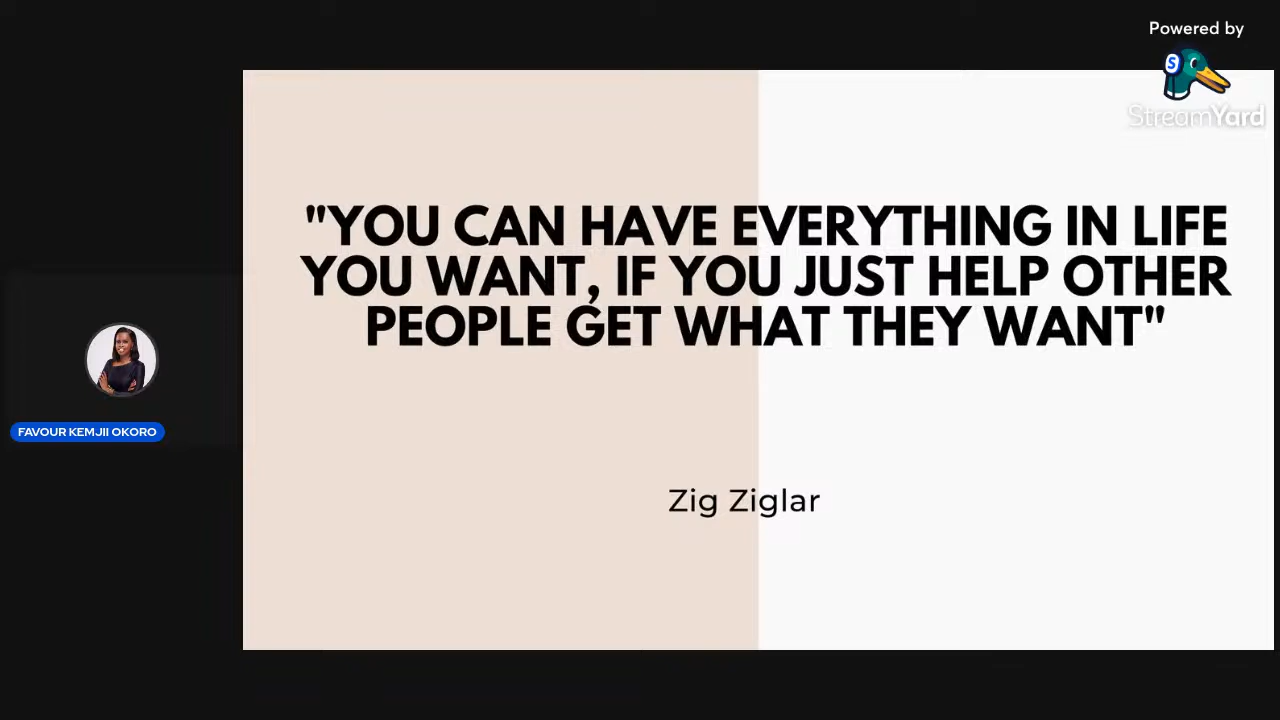 Powered by
S
StreamYard
"YOU CAN HAVE EVERYTHING IN LIFE
YOU WANT, IF YOU JUST HELP OTHER
PEOPLE GET WHAT THEY WANT"
FAVOUR KEMJII OKORO
Zig Ziglar